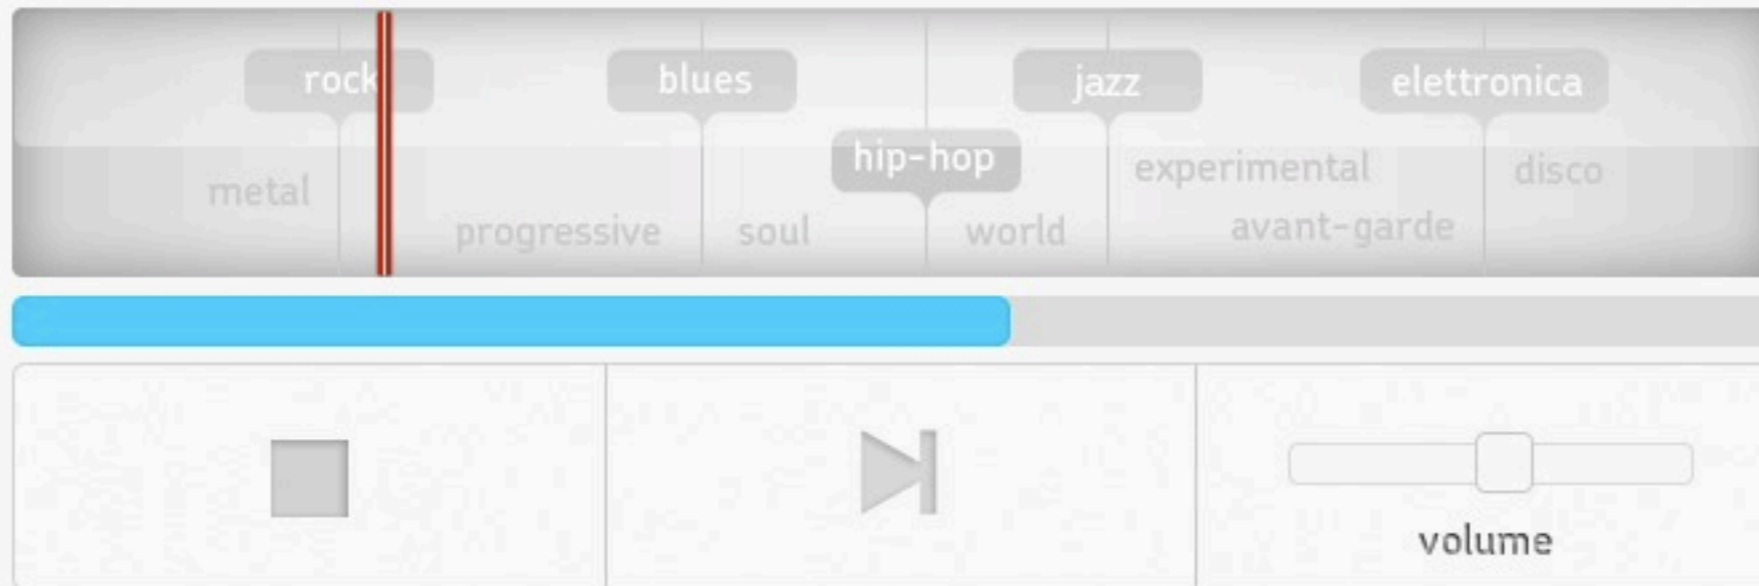 rock blues jazz elettronica
hip-hop
metal experimental disco
progressive soul world avant-garde
volume